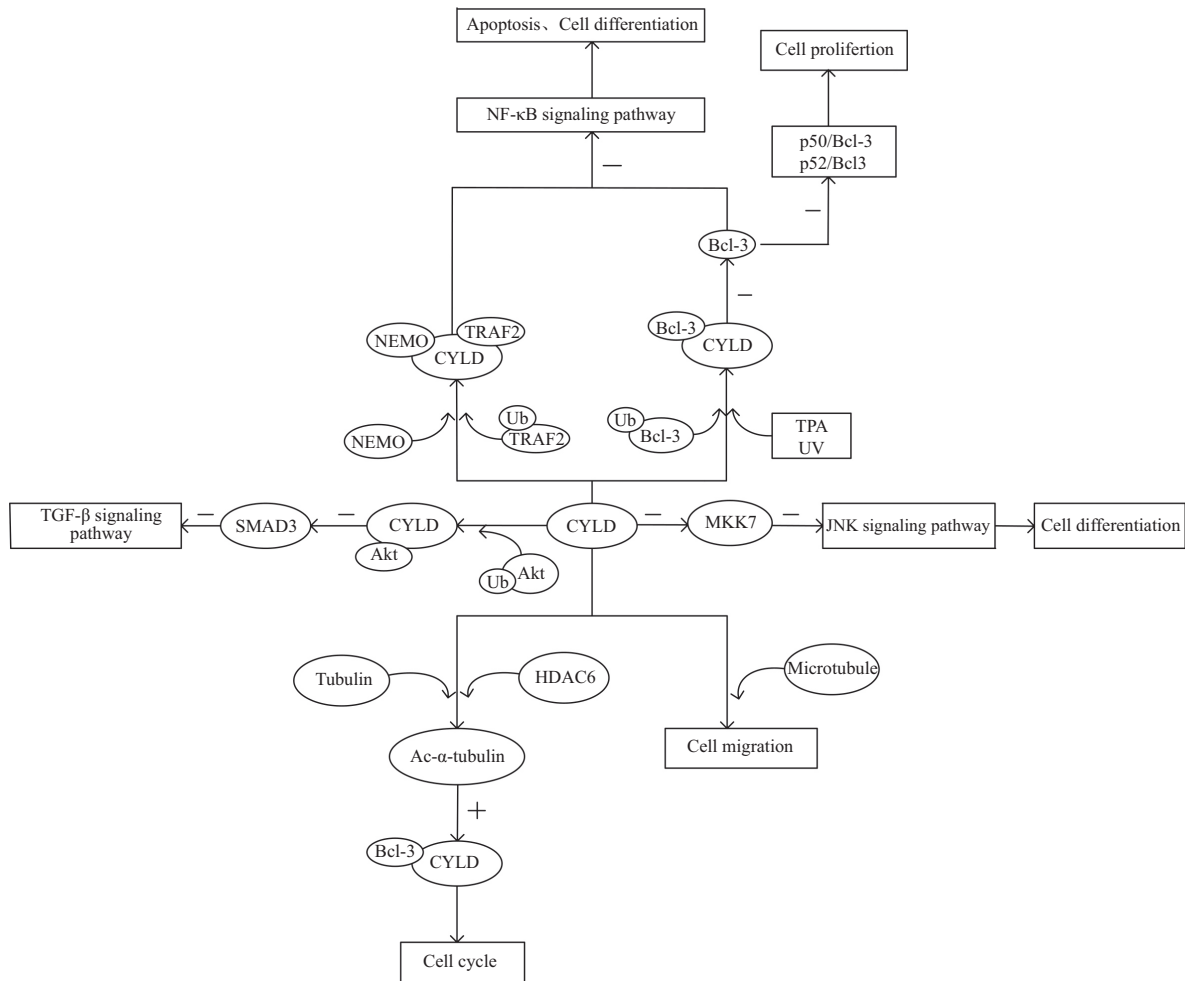 Apoptosis、Cell differentiation
Cell prolifertion
NF-κB signaling pathway
p50/Bcl-3
p52/Bcl3
−
−
Bcl-3
−
NEMO
TRAF2
CYLD
Bcl-3
CYLD
NEMO
Ub
TRAF2
Ub
Bcl-3
TPA
UV
TGF-β signaling
pathway
−
SMAD3
−
CYLD
Akt
Ub
Akt
CYLD
−
MKK7
−
JNK signaling pathway
Cell differentiation
Tubulin
HDAC6
Microtubule
Ac-α-tubulin
Cell migration
+
Bcl-3
CYLD
Cell cycle